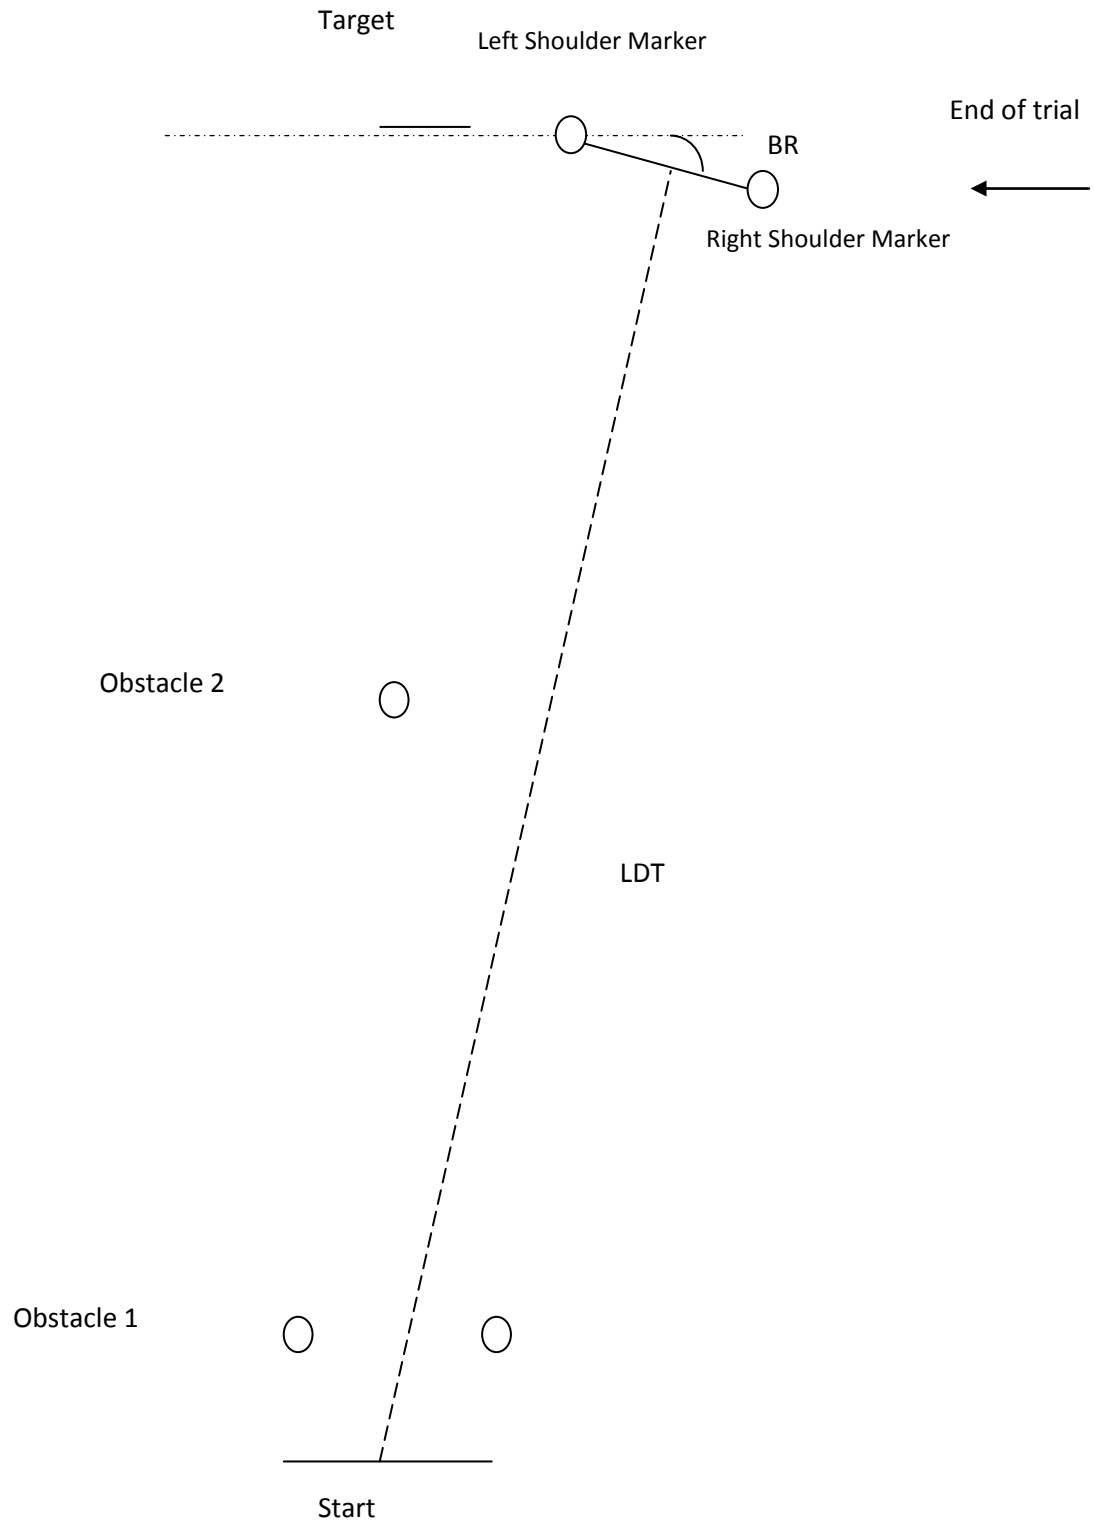 Target
Left Shoulder Marker
End of trial
BR
Right Shoulder Marker
Obstacle 2
LDT
Obstacle 1
Start